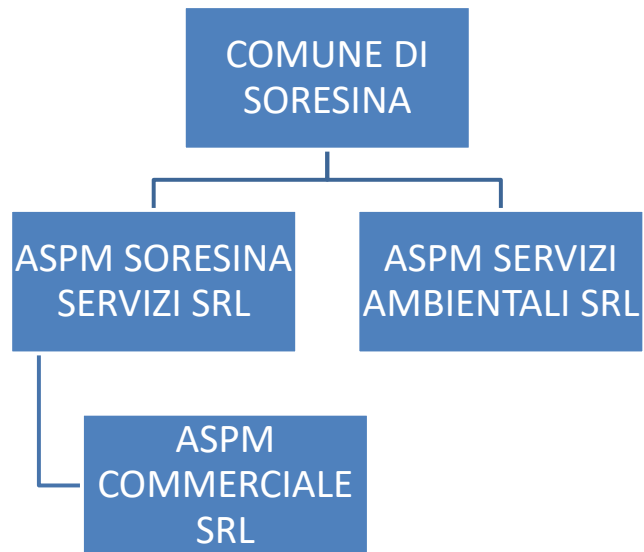 COMUNE DI
SORESINA
ASPM SORESINA
SERVIZI SRL
ASPM SERVIZI
AMBIENTALI SRL
ASPM
COMMERCIALE
SRL